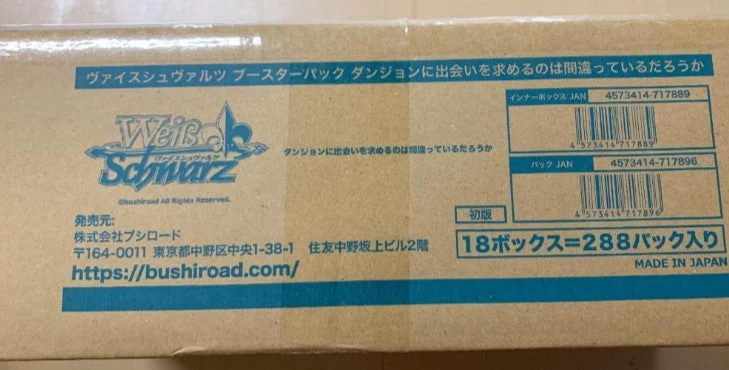 ヴァイスシュヴァルツ ブースターパック ダンジョンに出会いを求めるのは間違っているだろうか
Weiß
ヴァイスシュヴァルツ
Schwarz
©bushiroad All Rights Reserved.
ダンジョンに出会いを求めるのは間違っているだろうか
インナーボックス JAN 4573414-717889
4 573414 717889
パック JAN 4573414-717896
4 573414 717896
初版
18ボックス=288パック入り
MADE IN JAPAN
発売元:
株式会社ブシロード
〒164-0011 東京都中野区中央1-38-1 住友中野坂上ビル2階
https://bushiroad.com/